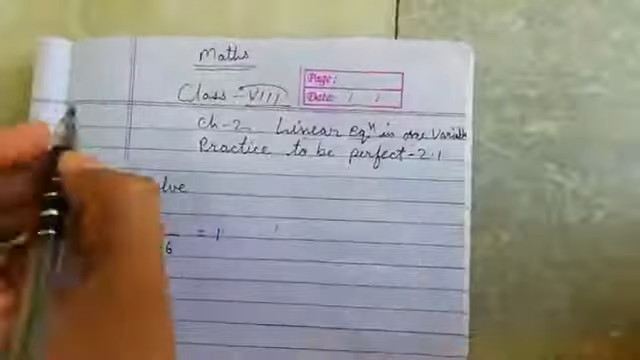 Maths
Class - VIII
Page:
Date: / /
Ch-2 Linear eqⁿ in one Variable
Practice to be perfect-2.1
lve
6 = 1